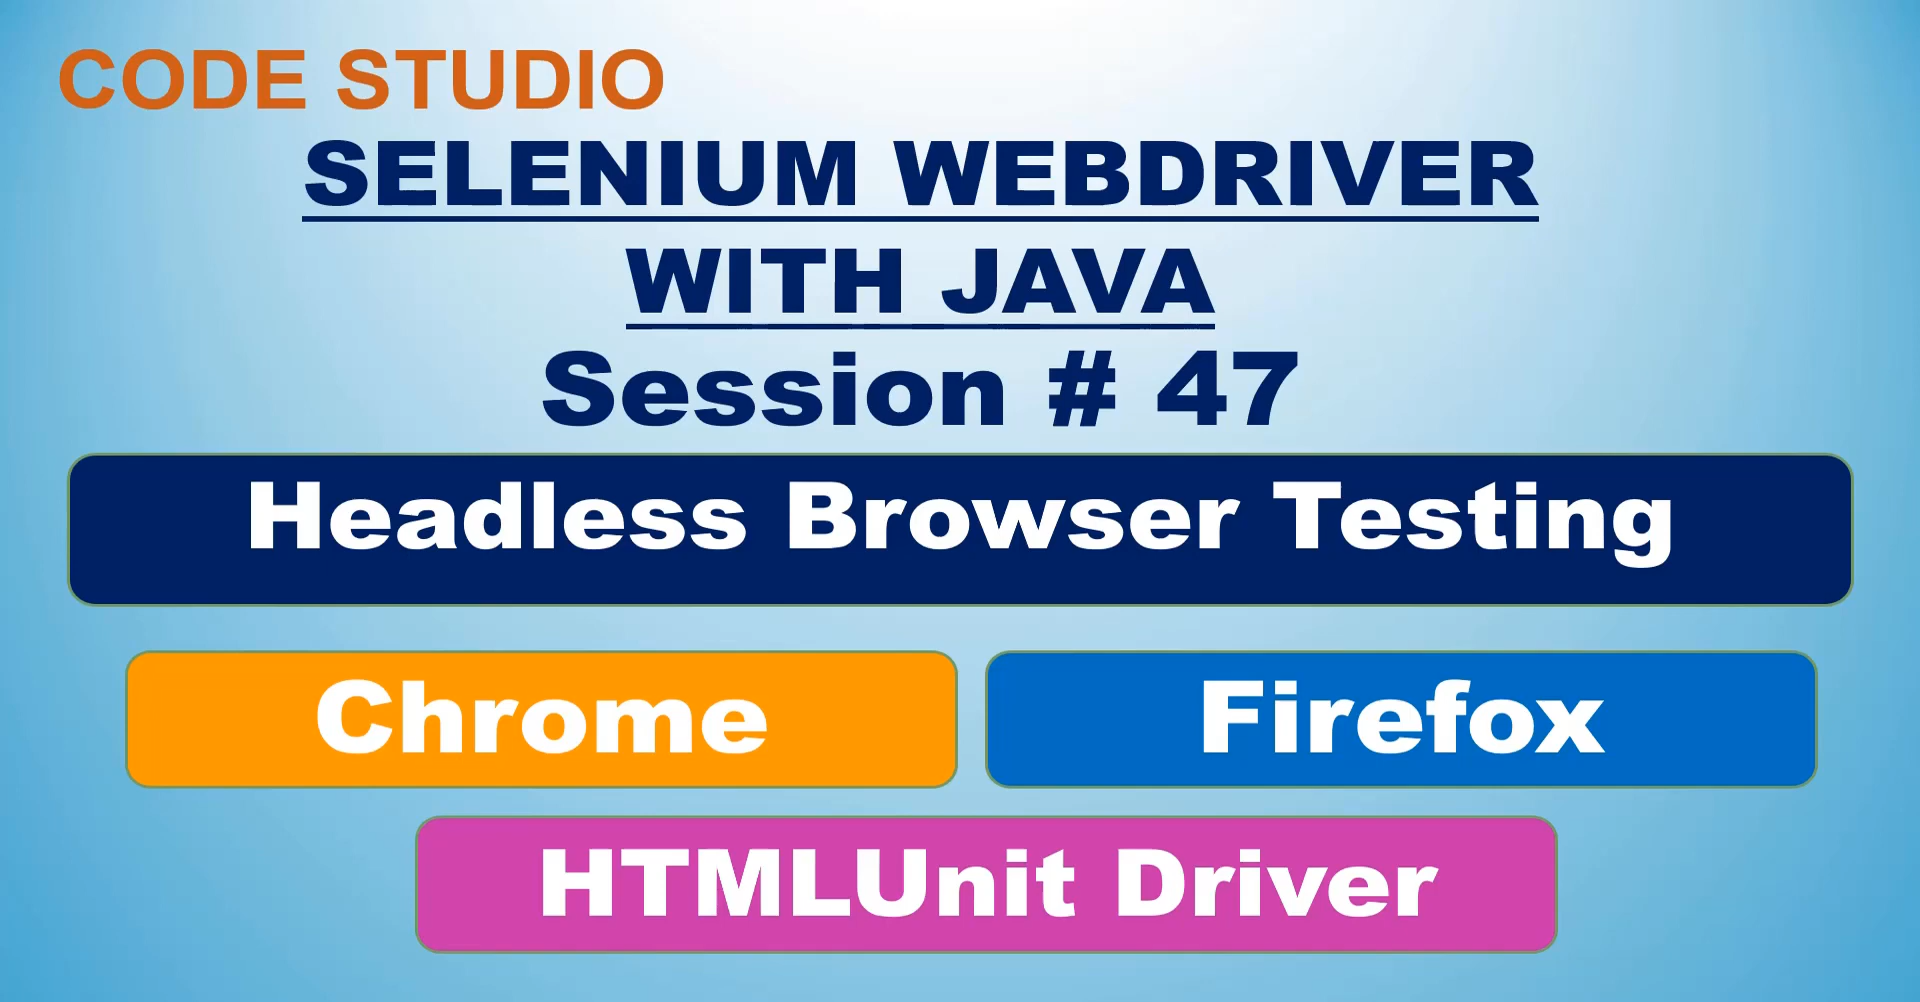 CODE STUDIO
SELENIUM WEBDRIVER
WITH JAVA
Session # 47
Headless Browser Testing
Chrome
Firefox
HTMLUnit Driver